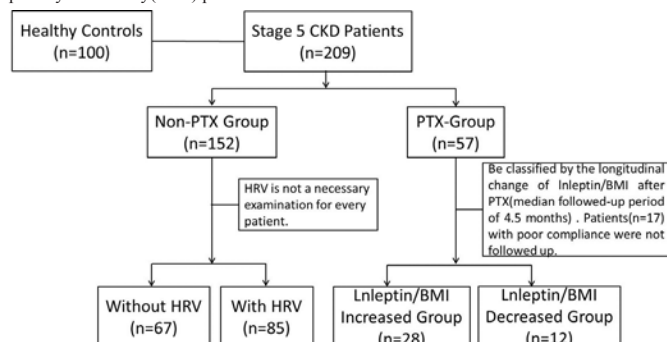 Healthy Controls
(n=100)
Stage 5 CKD Patients
(n=209)
Non-PTX Group
(n=152)
PTX-Group
(n=57)
HRV is not a necessary
examination for every
patient.
Be classified by the longitudinal
change of lnleptin/BMI after
PTX(median followed-up period
of 4.5 months) . Patients(n=17)
with poor compliance were not
followed up.
Without HRV
(n=67)
With HRV
(n=85)
Lnleptin/BMI
Increased Group
(n=28)
Lnleptin/BMI
Decreased Group
(n=12)